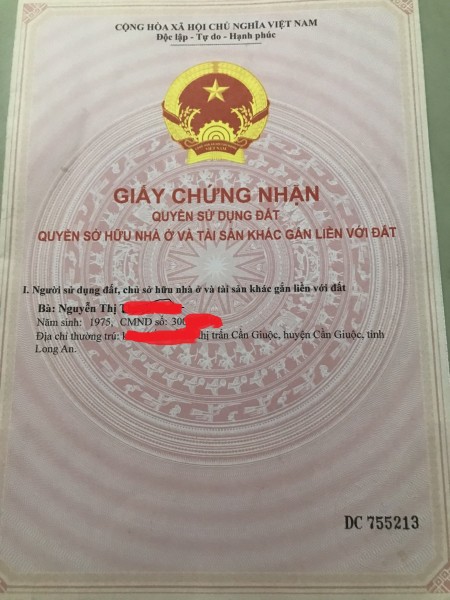 CỘNG HÒA XÃ HỘI CHỦ NGHĨA VIỆT NAM
Độc lập - Tự do - Hạnh phúc
VIỆT NAM
GIẤY CHỨNG NHẬN
QUYỀN SỬ DỤNG ĐẤT
QUYỀN SỞ HỮU NHÀ Ở VÀ TÀI SẢN KHÁC GẮN LIỀN VỚI ĐẤT
I. Người sử dụng đất, chủ sở hữu nhà ở và tài sản khác gắn liền với đất
Bà: Nguyễn Thị
Năm sinh: 1975, CMND số: 30
Địa chỉ thường trú: trấn Cần Giuộc, huyện Cần Giuộc, tỉnh
Long An.
DC 755213